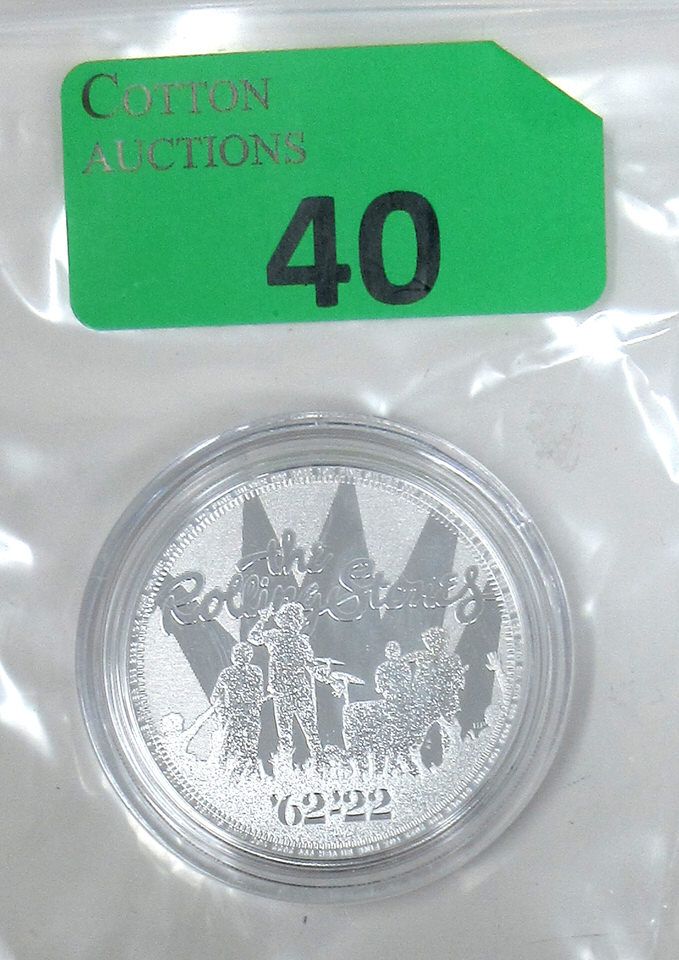 COTTON
AUCTIONS
40
the
Rolling Stones
'62-'22